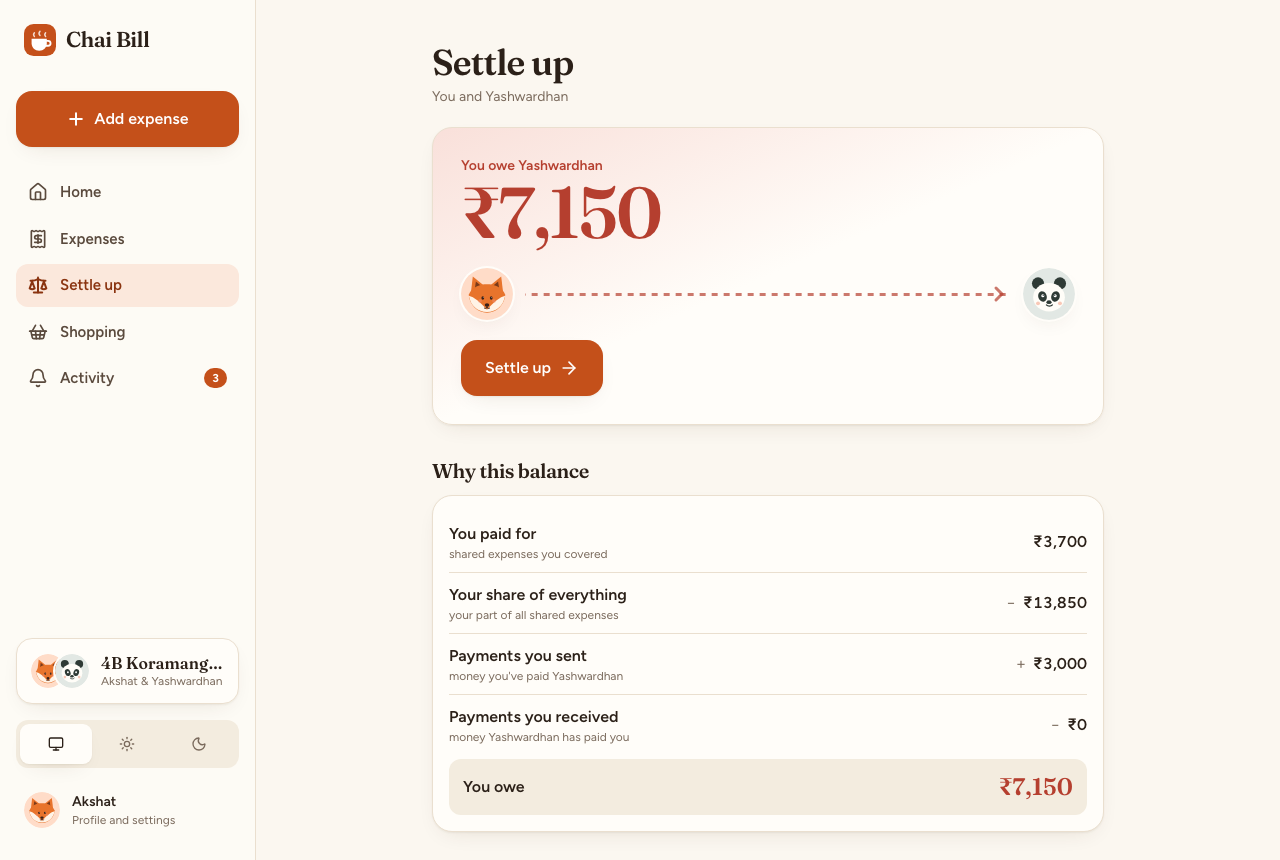 Chai Bill
Add expense
Home
Expenses
Settle up
Shopping
Activity
3
4B Koramang...
Akshat & Yashwardhan
Akshat
Profile and settings
Settle up
You and Yashwardhan
You owe Yashwardhan
₹7,150
Settle up
Why this balance
You paid for
shared expenses you covered
₹3,700
Your share of everything
your part of all shared expenses
− ₹13,850
Payments you sent
money you've paid Yashwardhan
+ ₹3,000
Payments you received
money Yashwardhan has paid you
− ₹0
You owe
₹7,150